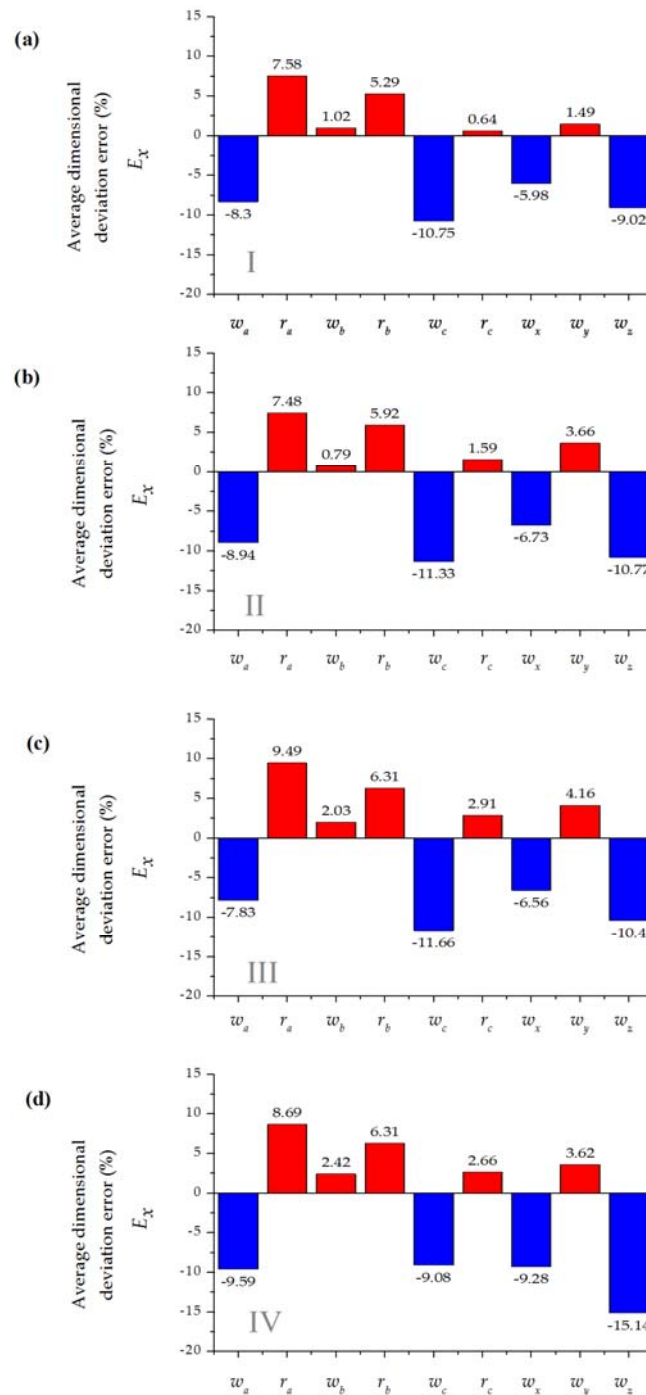 (a)
Average dimensional
deviation error (%)
E_x
15
10
5
0
-5
-10
-15
-20
-8.3
7.58
1.02
5.29
-10.75
0.64
-5.98
1.49
-9.02
I
w_a r_a w_b r_b w_c r_c w_x w_y w_z
(b)
Average dimensional
deviation error (%)
E_x
15
10
5
0
-5
-10
-15
-20
-8.94
7.48
0.79
5.92
-11.33
1.59
-6.73
3.66
-10.77
II
w_a r_a w_b r_b w_c r_c w_x w_y w_z
(c)
Average dimensional
deviation error (%)
E_x
15
10
5
0
-5
-10
-15
-20
-7.83
9.49
2.03
6.31
-11.66
2.91
-6.56
4.16
-10.4
III
w_a r_a w_b r_b w_c r_c w_x w_y w_z
(d)
Average dimensional
deviation error (%)
E_x
15
10
5
0
-5
-10
-15
-20
-9.59
8.69
2.42
6.31
-9.08
2.66
-9.28
3.62
-15.14
IV
w_a r_a w_b r_b w_c r_c w_x w_y w_z